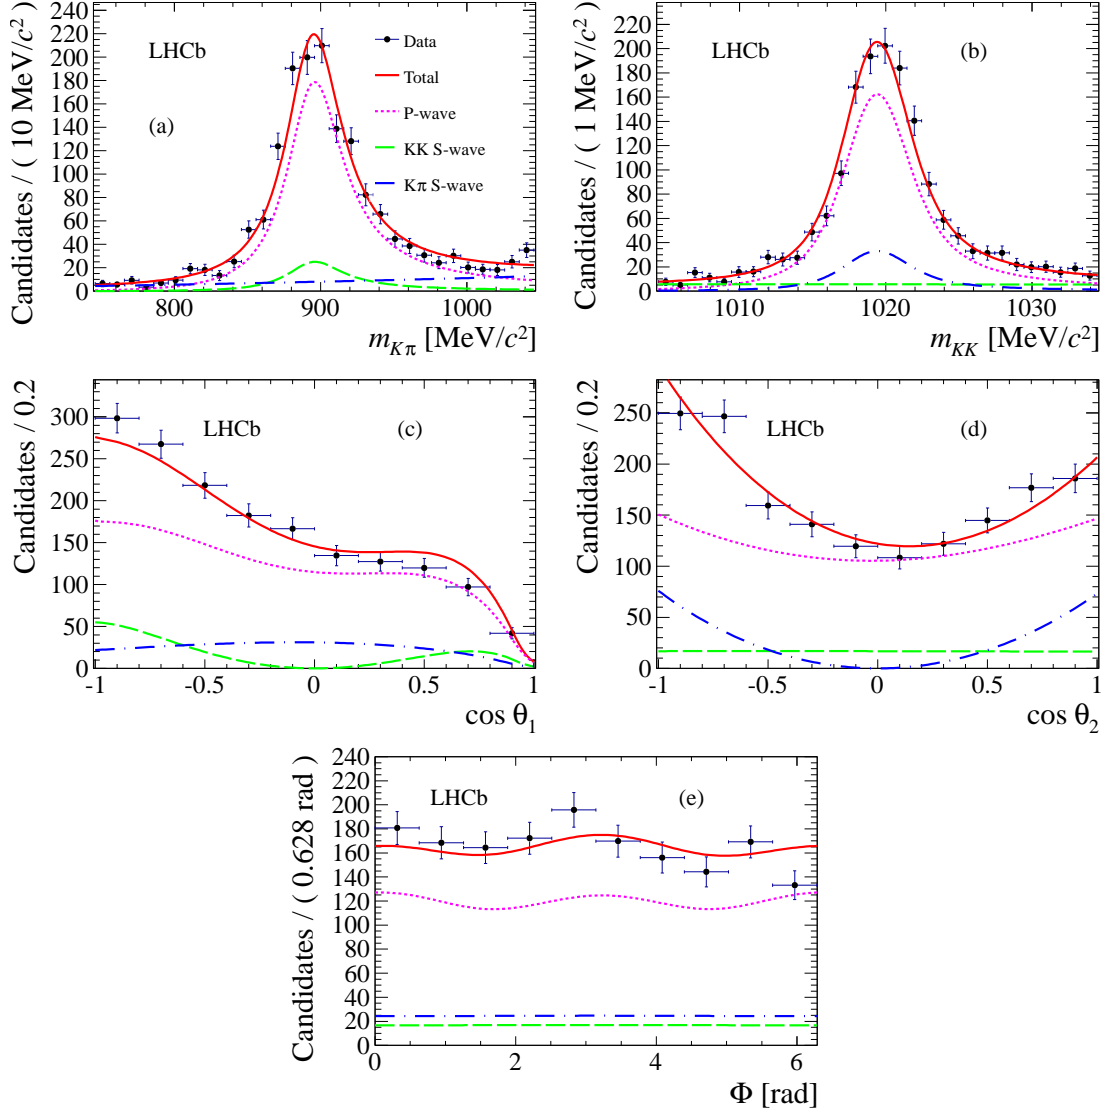 Candidates / ( 10 MeV/c²)
240
220
200
180
160
140
120
100
80
60
40
20
0
LHCb
(a)
Data
Total
P-wave
KK S-wave
Kπ S-wave
800
900
1000
m_Kπ [MeV/c²]
Candidates / ( 1 MeV/c²)
220
200
180
160
140
120
100
80
60
40
20
0
LHCb
(b)
1010
1020
1030
m_KK [MeV/c²]
Candidates / 0.2
300
250
200
150
100
50
0
LHCb
(c)
-1
-0.5
0
0.5
1
cos θ₁
Candidates / 0.2
250
200
150
100
50
0
LHCb
(d)
-1
-0.5
0
0.5
1
cos θ₂
Candidates / ( 0.628 rad)
240
220
200
180
160
140
120
100
80
60
40
20
0
LHCb
(e)
0
2
4
6
Φ [rad]